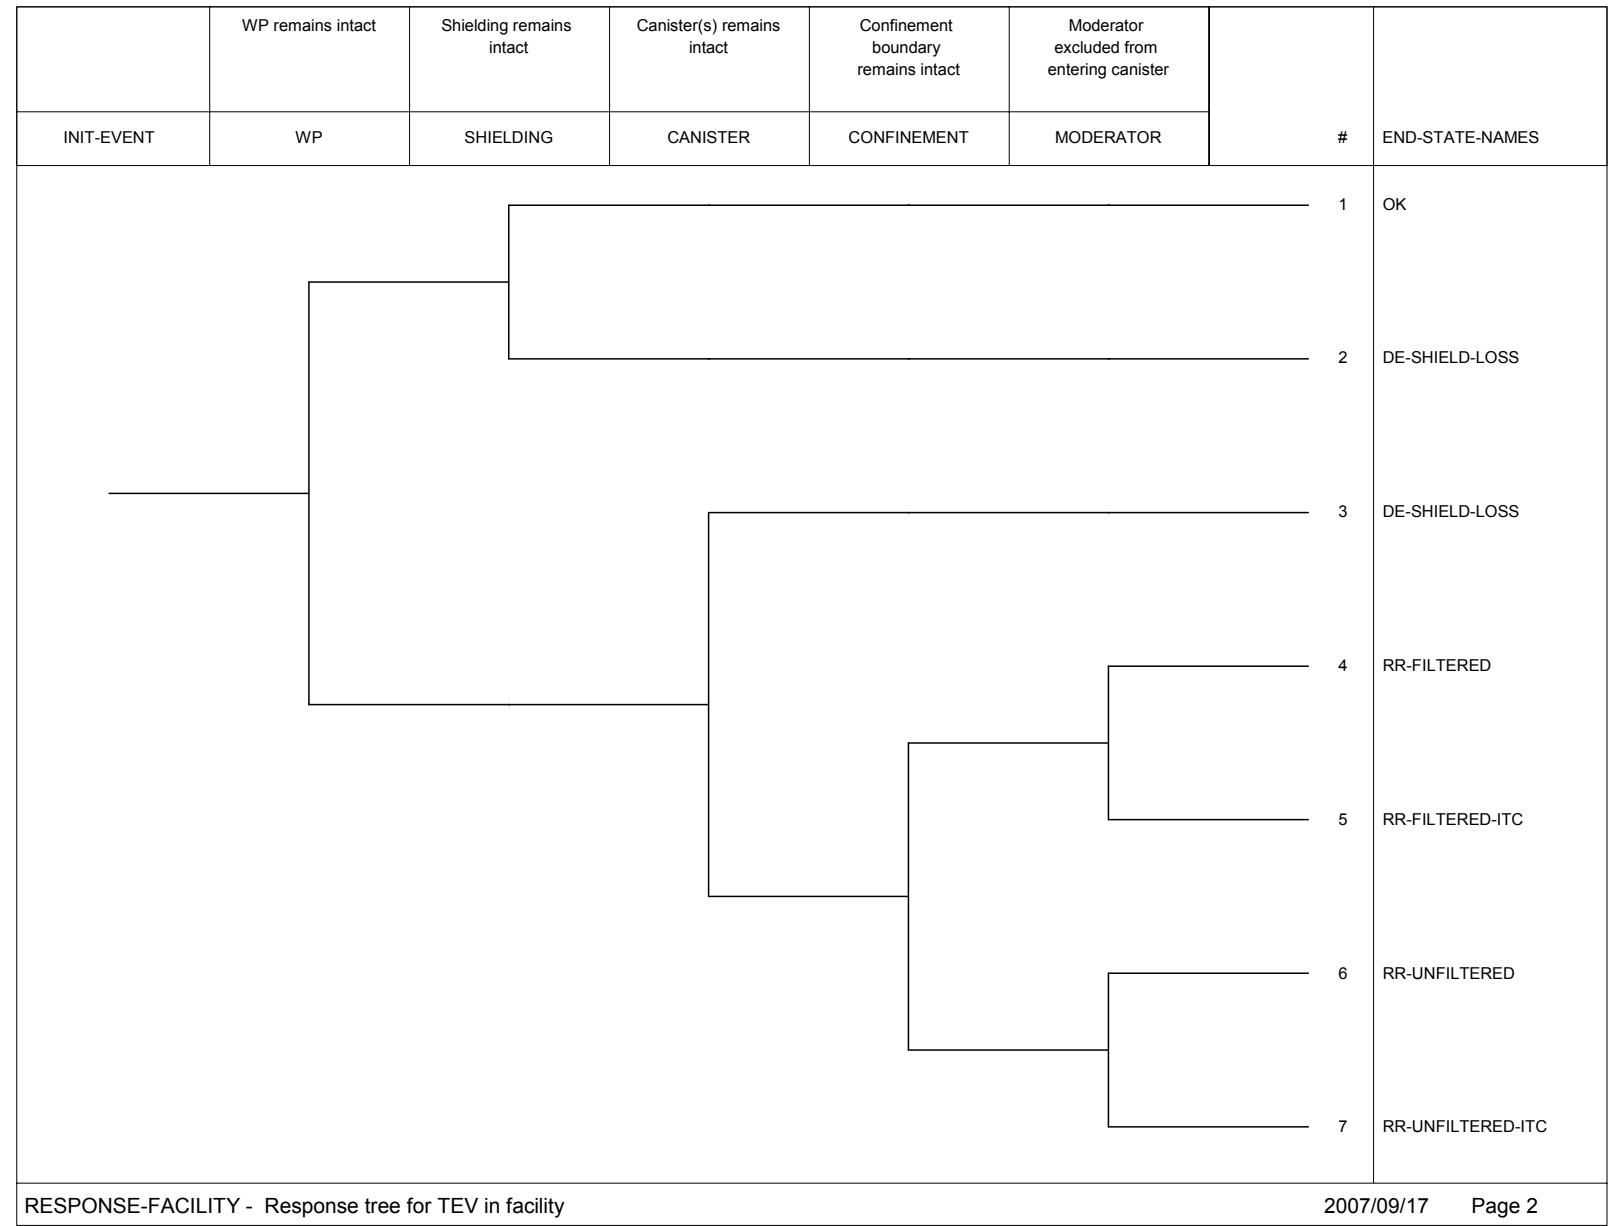 WP remains intact
Shielding remains
intact
Canister(s) remains
intact
Confinement
boundary
remains intact
Moderator
excluded from
entering canister
INIT-EVENT
WP
SHIELDING
CANISTER
CONFINEMENT
MODERATOR
#
END-STATE-NAMES
1 OK
2 DE-SHIELD-LOSS
3 DE-SHIELD-LOSS
4 RR-FILTERED
5 RR-FILTERED-ITC
6 RR-UNFILTERED
7 RR-UNFILTERED-ITC
RESPONSE-FACILITY - Response tree for TEV in facility
2007/09/17 Page 2